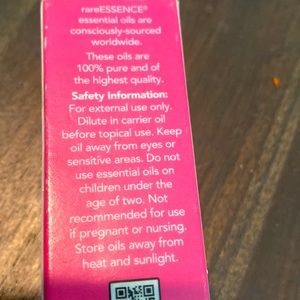 rareESSENCE®
essential oils are
consciously-sourced
worldwide.
These oils are
100% pure and of
the highest quality.
Safety Information:
For external use only.
Dilute in carrier oil
before topical use. Keep
oil away from eyes or
sensitive areas. Do not
use essential oils on
children under the
age of two. Not
recommended for use
if pregnant or nursing.
Store oils away from
heat and sunlight.